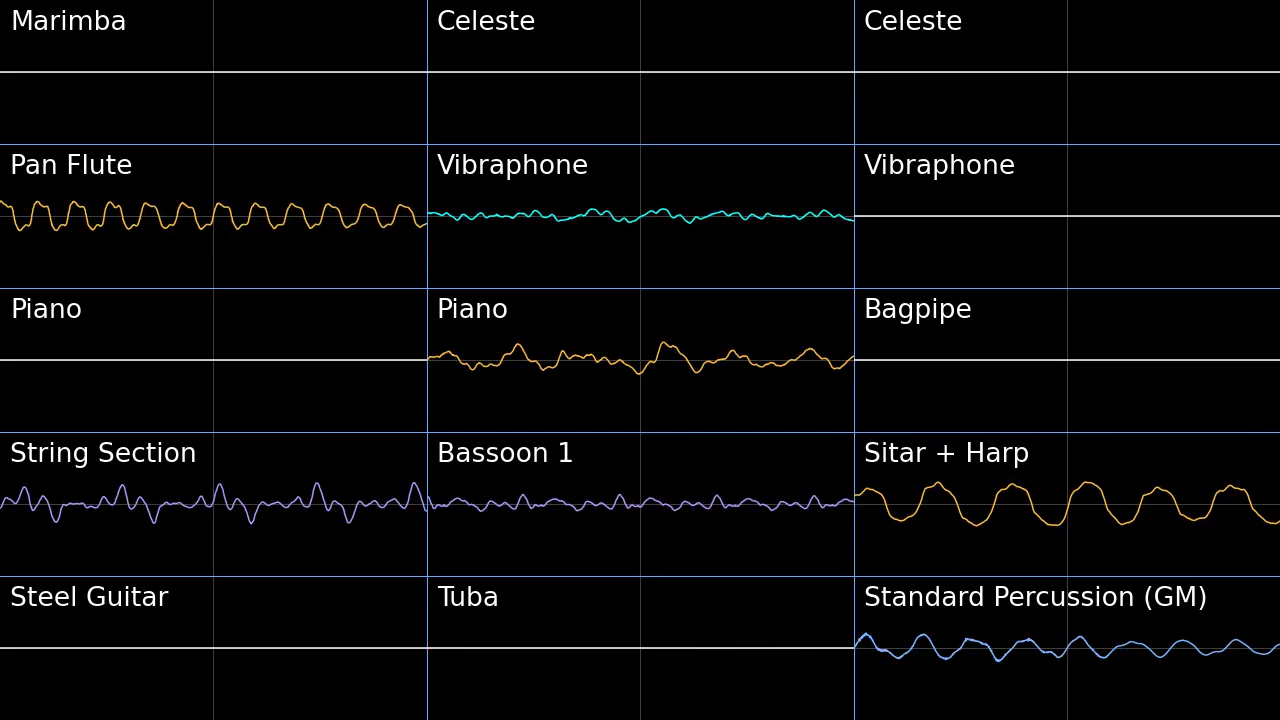 Marimba
Celeste
Celeste
Pan Flute
Vibraphone
Vibraphone
Piano
Piano
Bagpipe
String Section
Bassoon 1
Sitar + Harp
Steel Guitar
Tuba
Standard Percussion (GM)